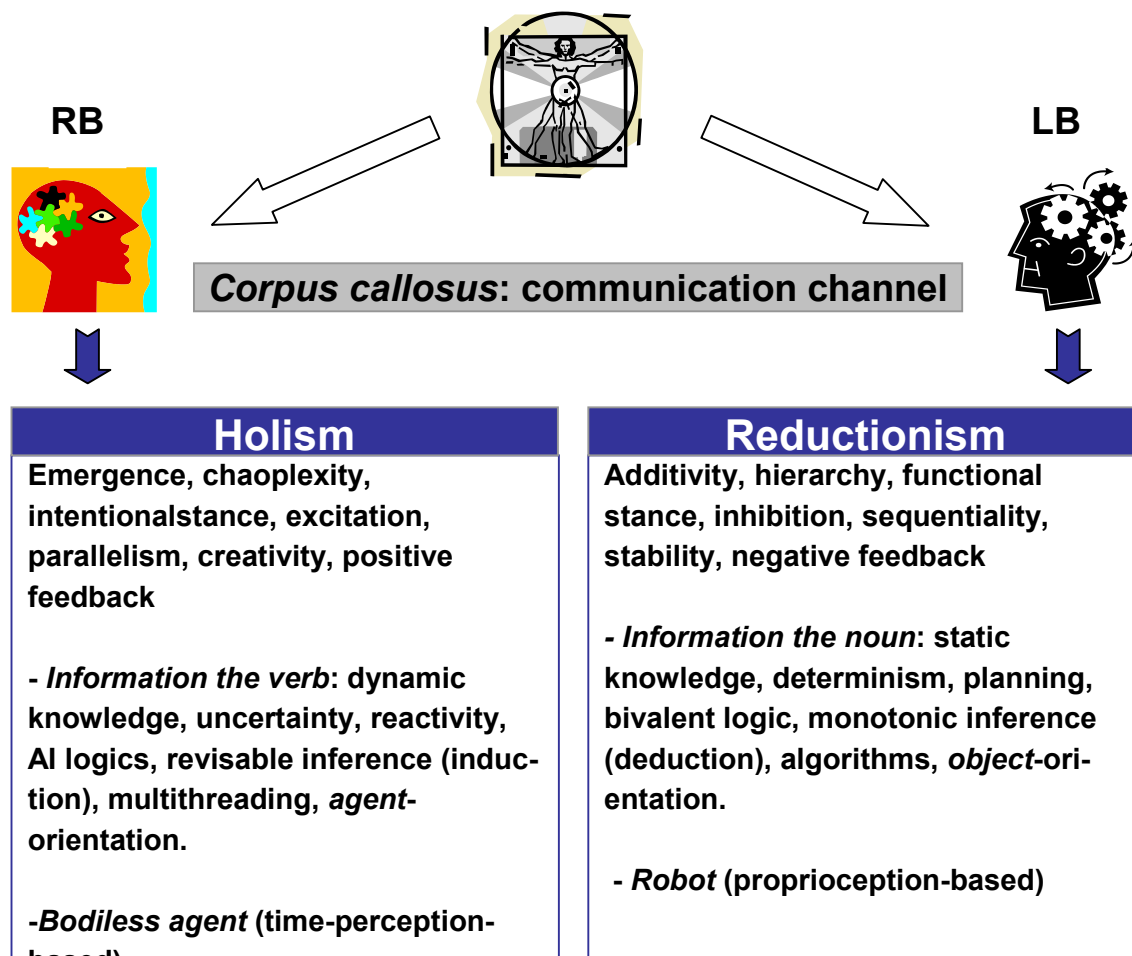 RB
LB
Corpus callosus: communication channel
Holism
Emergence, chaoplexity,
intentionalstance, excitation,
parallelism, creativity, positive
feedback
- Information the verb: dynamic
knowledge, uncertainty, reactivity,
AI logics, revisable inference (induc-
tion), multithreading, agent-
orientation.
-Bodiless agent (time-perception-
based)
Reductionism
Additivity, hierarchy, functional
stance, inhibition, sequentiality,
stability, negative feedback
- Information the noun: static
knowledge, determinism, planning,
bivalent logic, monotonic inference
(deduction), algorithms, object-ori-
entation.
- Robot (proprioception-based)